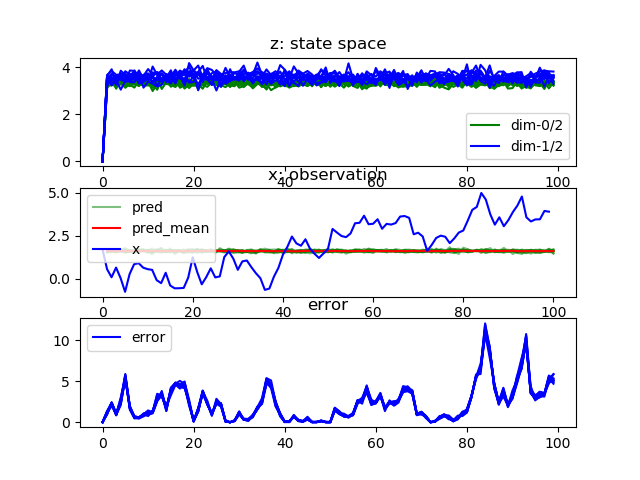 z: state space
4
2
0
dim-0/2
dim-1/2
0 20 40 60 80 100
x: observation
5.0
2.5
0.0
pred
pred_mean
x
0 20 40 60 80 100
error
10
5
0
error
0 20 40 60 80 100